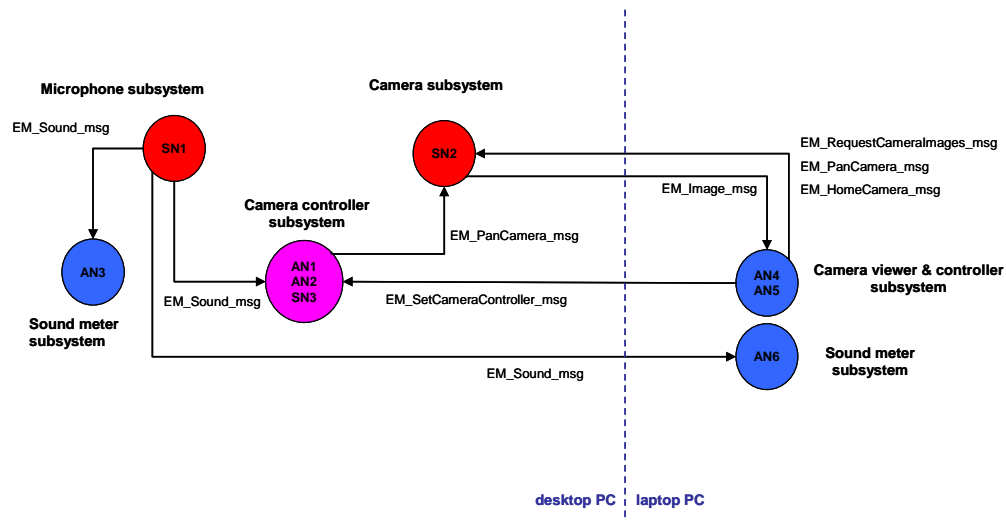 Camera subsystem
Microphone subsystem
EM_Sound_msg
EM_RequestCameraImages_msg
SN1
SN2
EM_PanCamera_msg
EM_Image_msg
EM_HomeCamera_msg
Camera controller
subsystem
EM_PanCamera_msg
AN3
AN1
AN2
SN3
EM_Sound_msg
EM_SetCameraController_msg
AN4
AN5
Camera viewer & controller
subsystem
Sound meter
subsystem
AN6
Sound meter
subsystem
EM_Sound_msg
desktop PC
laptop PC